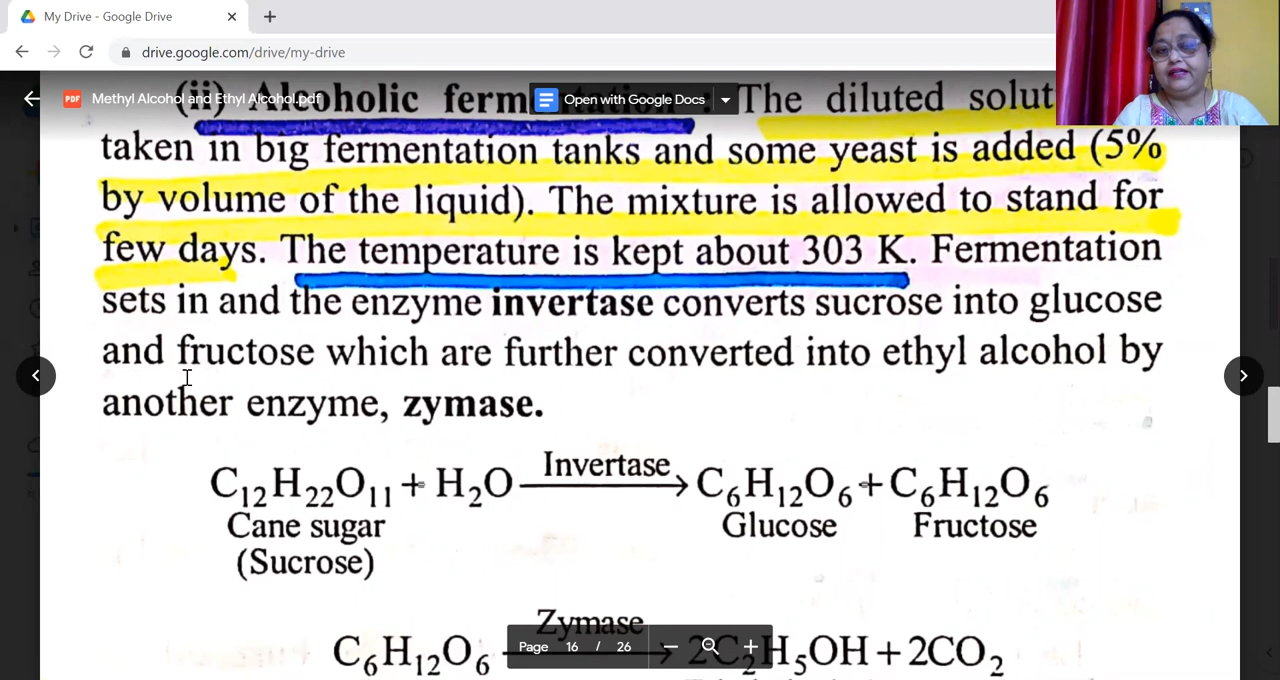 My Drive - Google Drive
drive.google.com/drive/my-drive
PDF Methyl Alcohol and Ethyl Alcohol.pdf
Open with Google Docs
(ii) Alcoholic : The diluted
taken in big fermentation tanks and some yeast is added (5%
by volume of the liquid). The mixture is allowed to stand for
few days. The temperature is kept about 303 K. Fermentation
sets in and the enzyme invertase converts sucrose into glucose
and fructose which are further converted into ethyl alcohol by
another enzyme, zymase.
Invertase
C₁₂H₂₂O₁₁ + H₂O → C₆H₁₂O₆ + C₆H₁₂O₆
Cane sugar Glucose Fructose
(Sucrose)
Zymase
C₆H₁₂O₆ → 2C₂H₅OH + 2CO₂
Page 16 / 26